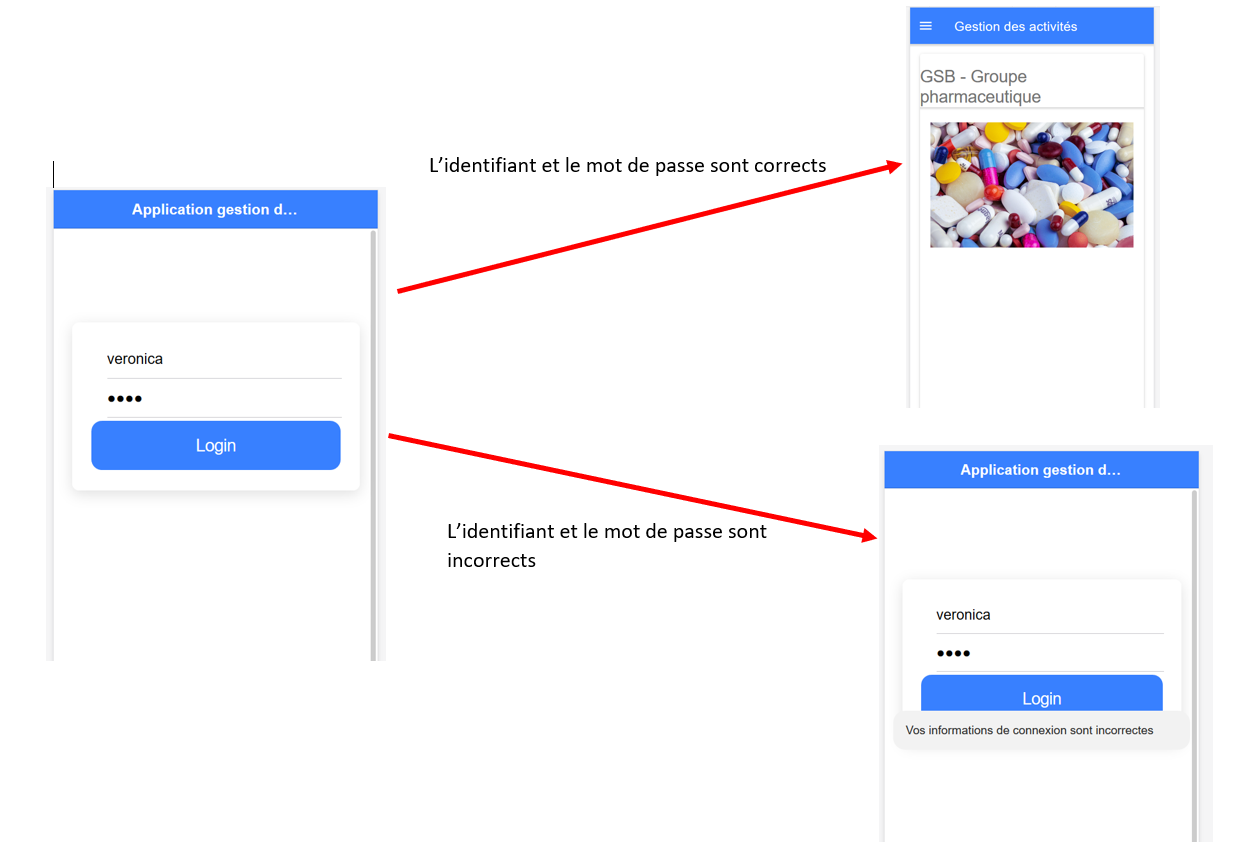 Gestion des activités
GSB - Groupe
pharmaceutique
L’identifiant et le mot de passe sont corrects
Application gestion d...
veronica
••••
Login
L’identifiant et le mot de passe sont
incorrects
Application gestion d...
veronica
••••
Login
Vos informations de connexion sont incorrectes